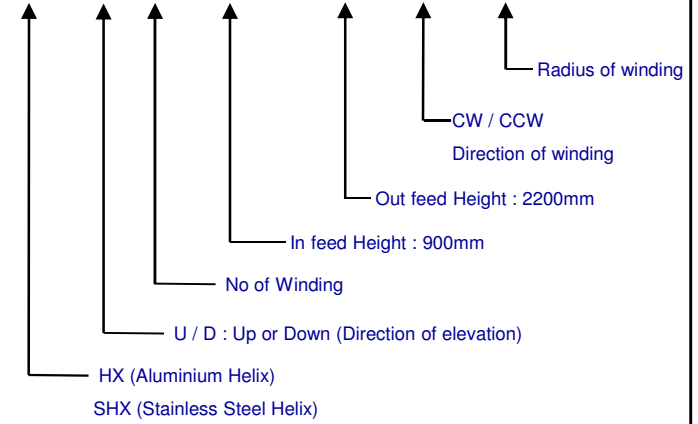 Radius of winding
CW / CCW
Direction of winding
Out feed Height : 2200mm
In feed Height : 900mm
No of Winding
U / D : Up or Down (Direction of elevation)
HX (Aluminium Helix)
SHX (Stainless Steel Helix)